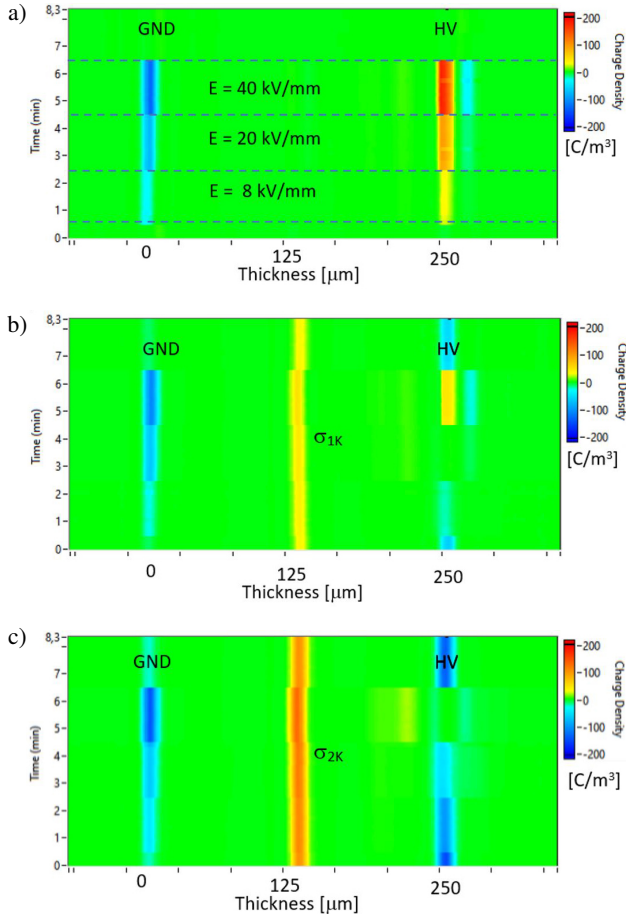 a)
8,3
7
6
5
4
3
2
1
0
Time (min)
GND
HV
E = 40 kV/mm
E = 20 kV/mm
E = 8 kV/mm
0
125
250
Thickness [μm]
200
100
0
-100
-200
Charge Density
[C/m³]
b)
8,3
7
6
5
4
3
2
1
0
Time (min)
GND
HV
σ1K
0
125
250
Thickness [μm]
200
100
-0
-100
-200
Charge Density
[C/m³]
c)
8,3
7
6
5
4
3
2
1
0
Time (min)
GND
HV
σ2K
0
125
250
Thickness [μm]
200
100
-0
-100
-200
Charge Density
[C/m³]